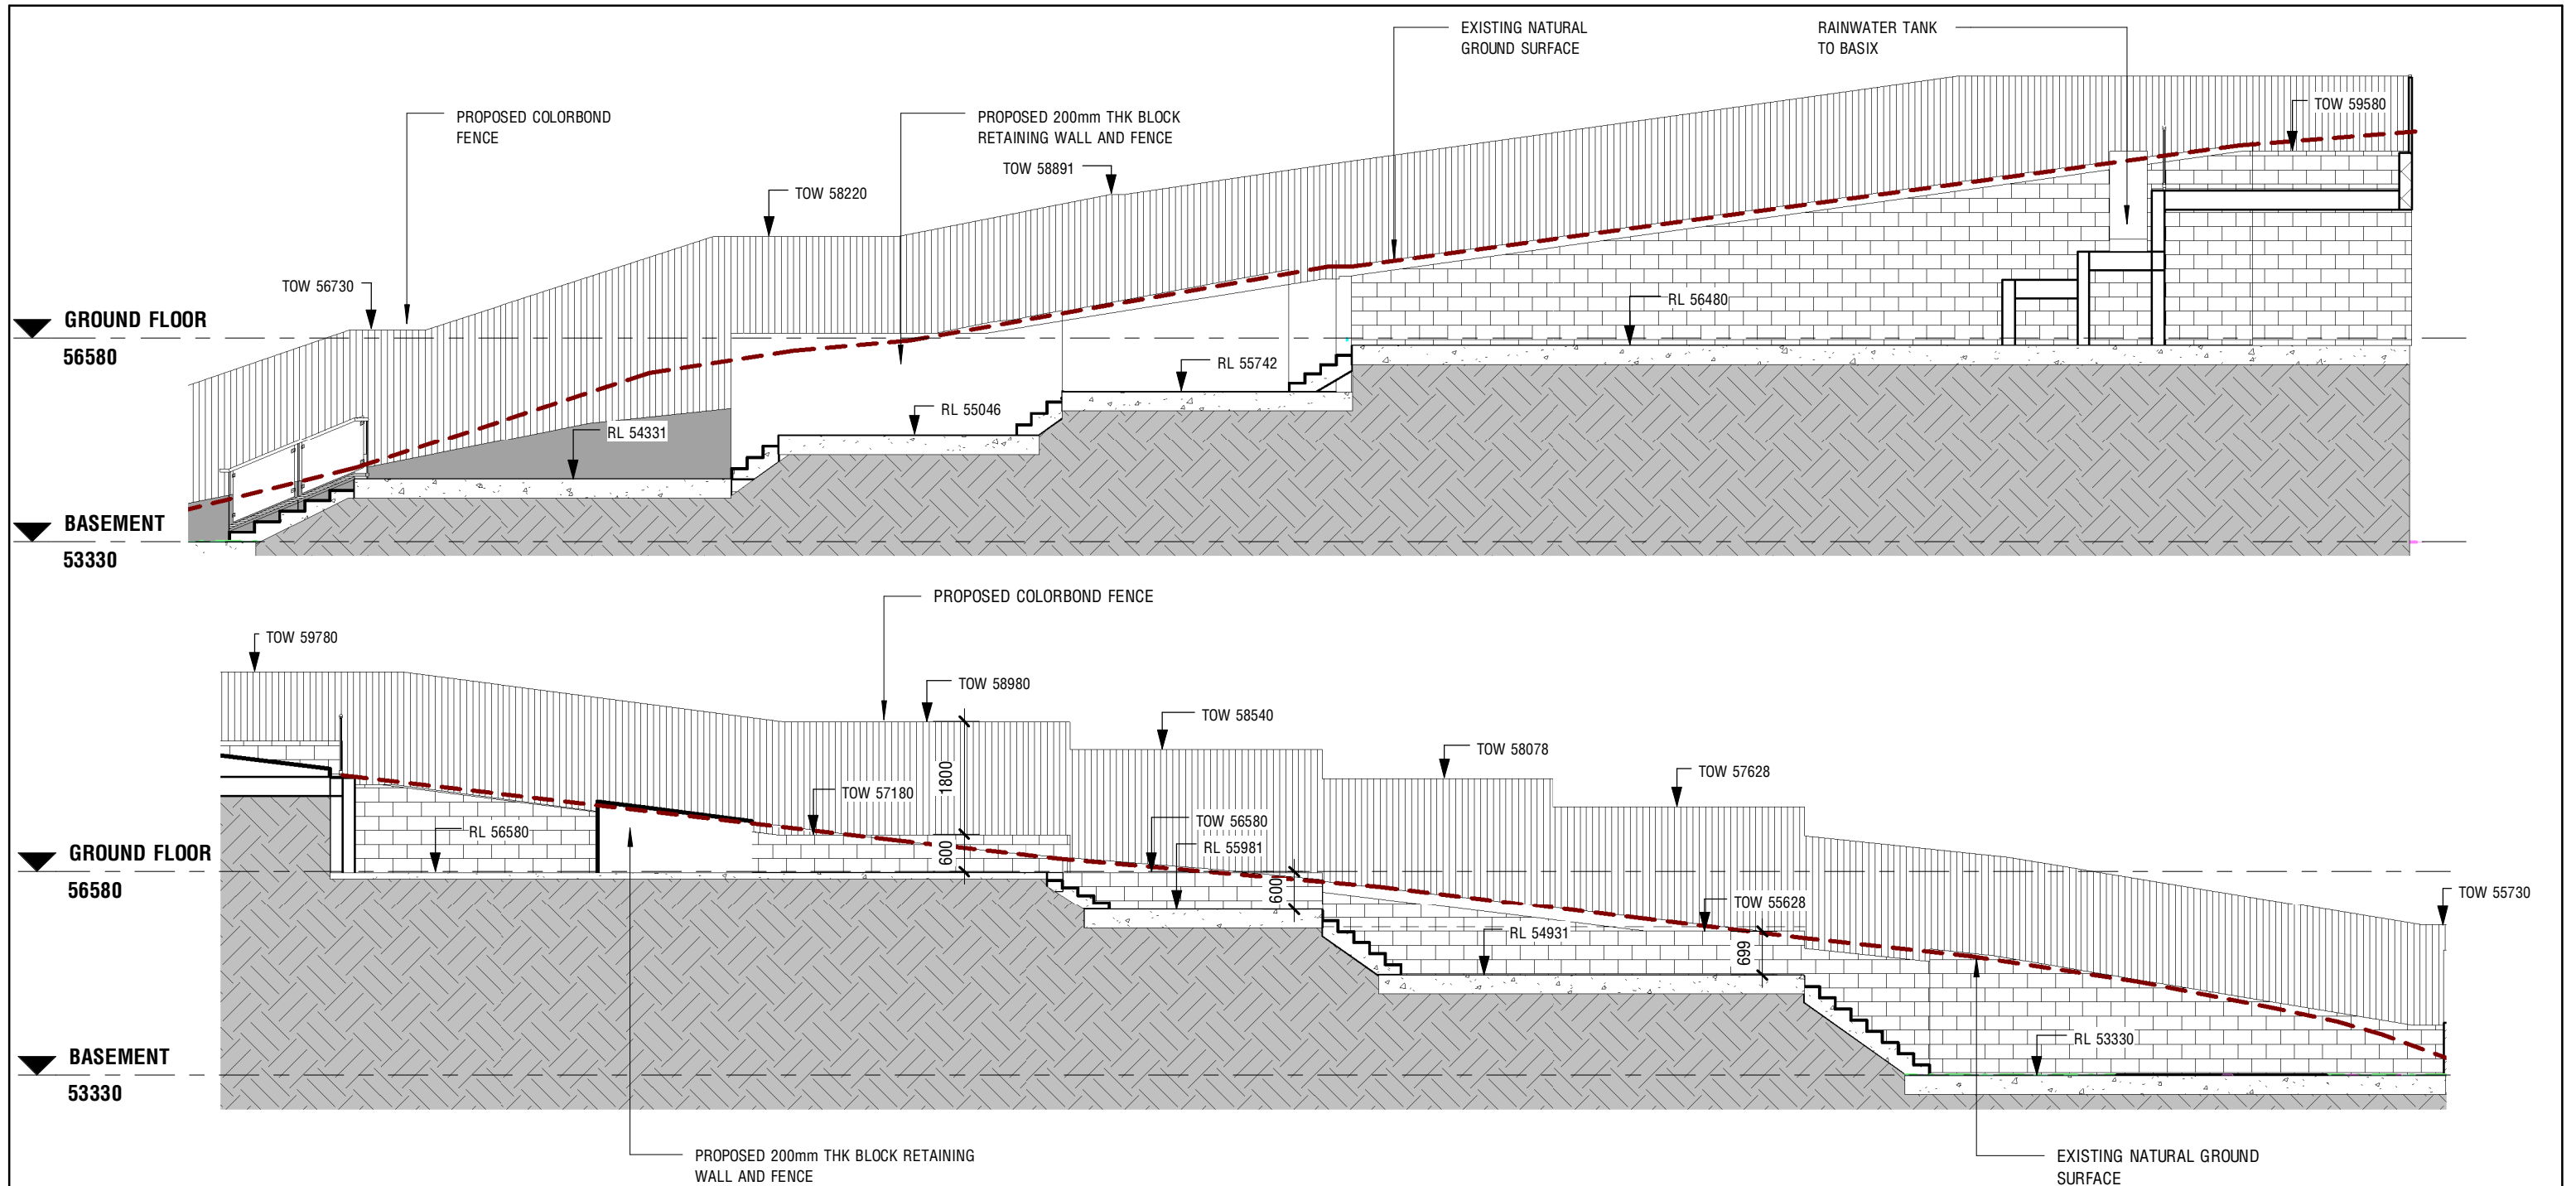 EXISTING NATURAL
GROUND SURFACE
RAINWATER TANK
TO BASIX
PROPOSED COLORBOND
FENCE
PROPOSED 200mm THK BLOCK
RETAINING WALL AND FENCE
TOW 59580
TOW 58891
TOW 58220
TOW 56730
RL 56480
GROUND FLOOR
56580
RL 55742
RL 55046
RL 54331
BASEMENT
53330
PROPOSED COLORBOND FENCE
TOW 59780
TOW 58980
TOW 58540
TOW 58078
TOW 57628
1800
TOW 57180
TOW 56580
RL 56580
RL 55981
600
600
GROUND FLOOR
56580
TOW 55730
TOW 55628
RL 54931
699
RL 53330
BASEMENT
53330
PROPOSED 200mm THK BLOCK RETAINING
WALL AND FENCE
EXISTING NATURAL GROUND
SURFACE